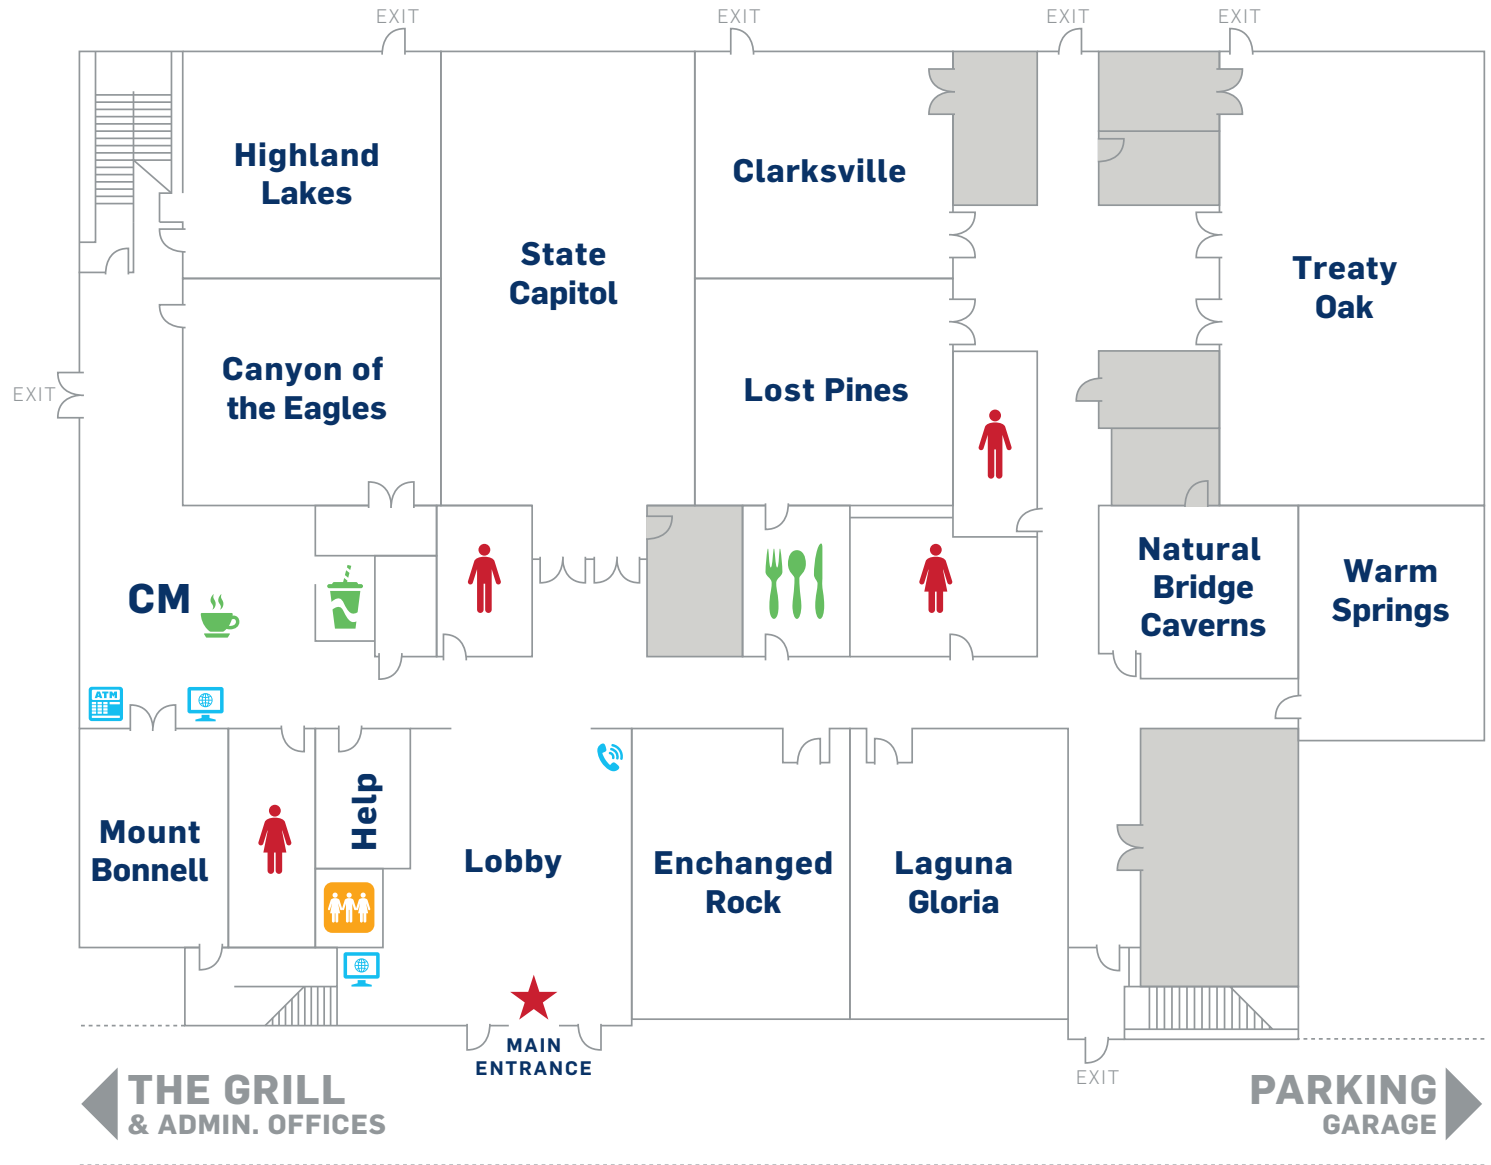 EXIT
EXIT
EXIT
EXIT
Highland
Lakes
Clarksville
State
Capitol
Treaty
Oak
Canyon of
the Eagles
Lost Pines
EXIT
Natural
Bridge
Caverns
Warm
Springs
CM
ATM
Help
Mount
Bonnell
Lobby
Enchanged
Rock
Laguna
Gloria
MAIN
ENTRANCE
EXIT
THE GRILL
& ADMIN. OFFICES
PARKING
GARAGE